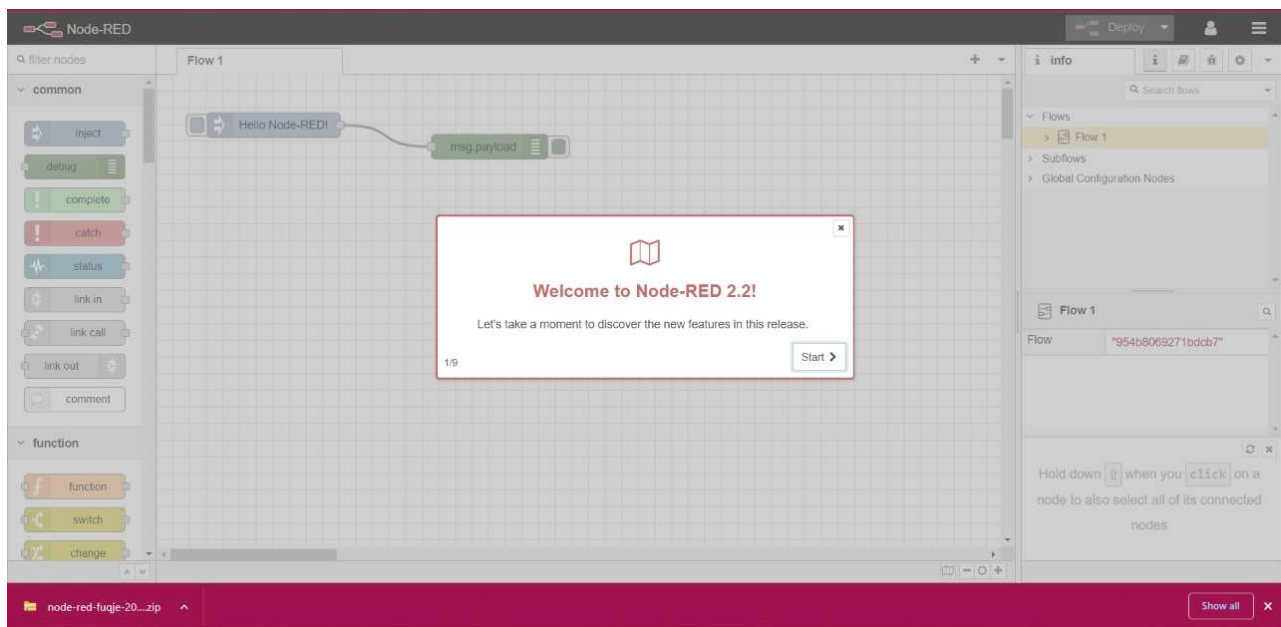 Node-RED
Deploy
filter nodes
Flow 1
i info
i
Search flows
common
inject
debug
complete
catch
status
link in
link call
link out
comment
function
function
switch
change
Hello Node-RED!
msg.payload
Welcome to Node-RED 2.2!
Let's take a moment to discover the new features in this release.
1/9
Start
Flows
Flow 1
Subflows
Global Configuration Nodes
Flow 1
Flow "954b8069271bdcb7"
Hold down ⇧ when you click on a
node to also select all of its connected
nodes
node-red-fuqje-20....zip
Show all